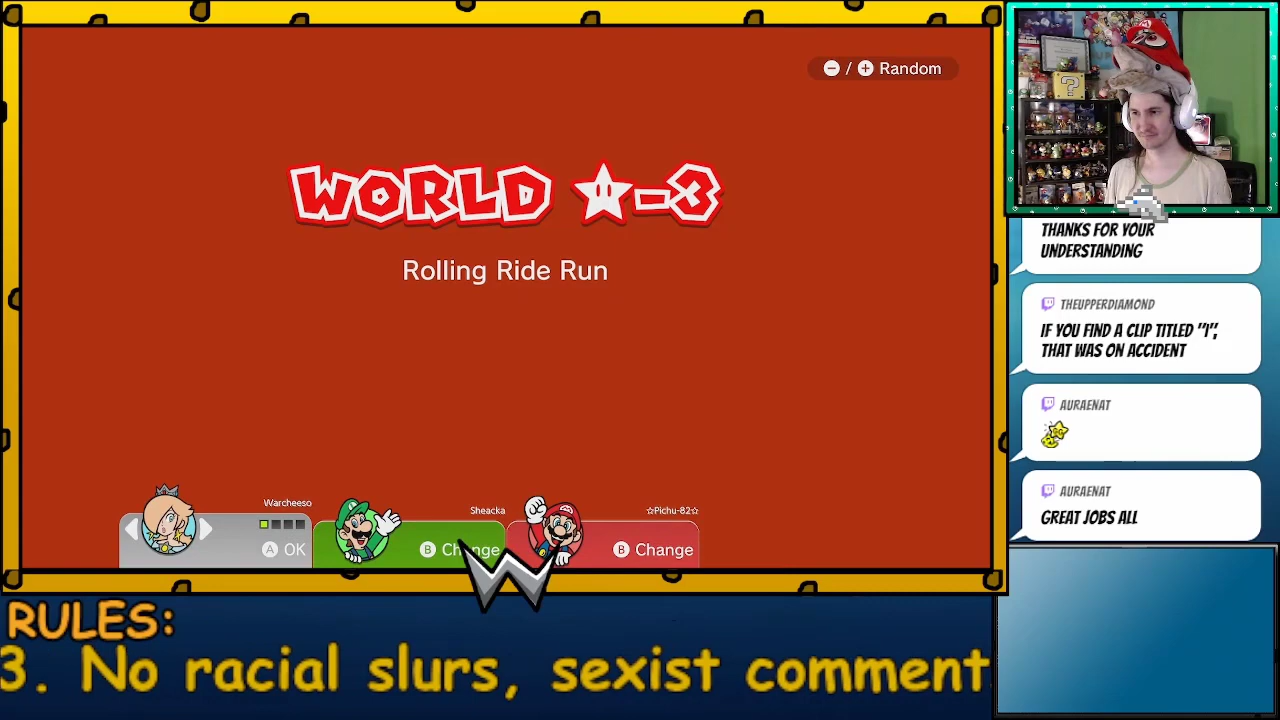 - / + Random
WORLD ★-3
Rolling Ride Run
Warcheeso
A OK
Sheacka
B Change
☆Pichu-82☆
B Change
W
RULES:
3. No racial slurs, sexist comment
THANKS FOR YOUR
UNDERSTANDING
THEUPPERDIAMOND
IF YOU FIND A CLIP TITLED "1",
THAT WAS ON ACCIDENT
AURAENAT
AURAENAT
GREAT JOBS ALL